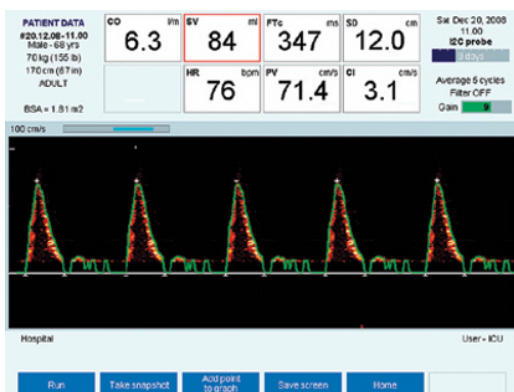 PATIENT DATA
#20.12.08-11.00
Male - 68 yrs
70 kg (155 lb)
170 cm (67 in)
ADULT
BSA = 1.81 m2
CO l/m
6.3
SV ml
84
FTc ms
347
SD cm
12.0
HR bpm
76
PV cm/s
71.4
CI
3.1
Sat Dec 20, 2008
11.00
I2C probe
3 days
Average 5 cycles
Filter OFF
Gain 9
100 cm/s
Hospital
User - ICU
Run
Take snapshot
Add point
to graph
Save screen
Home